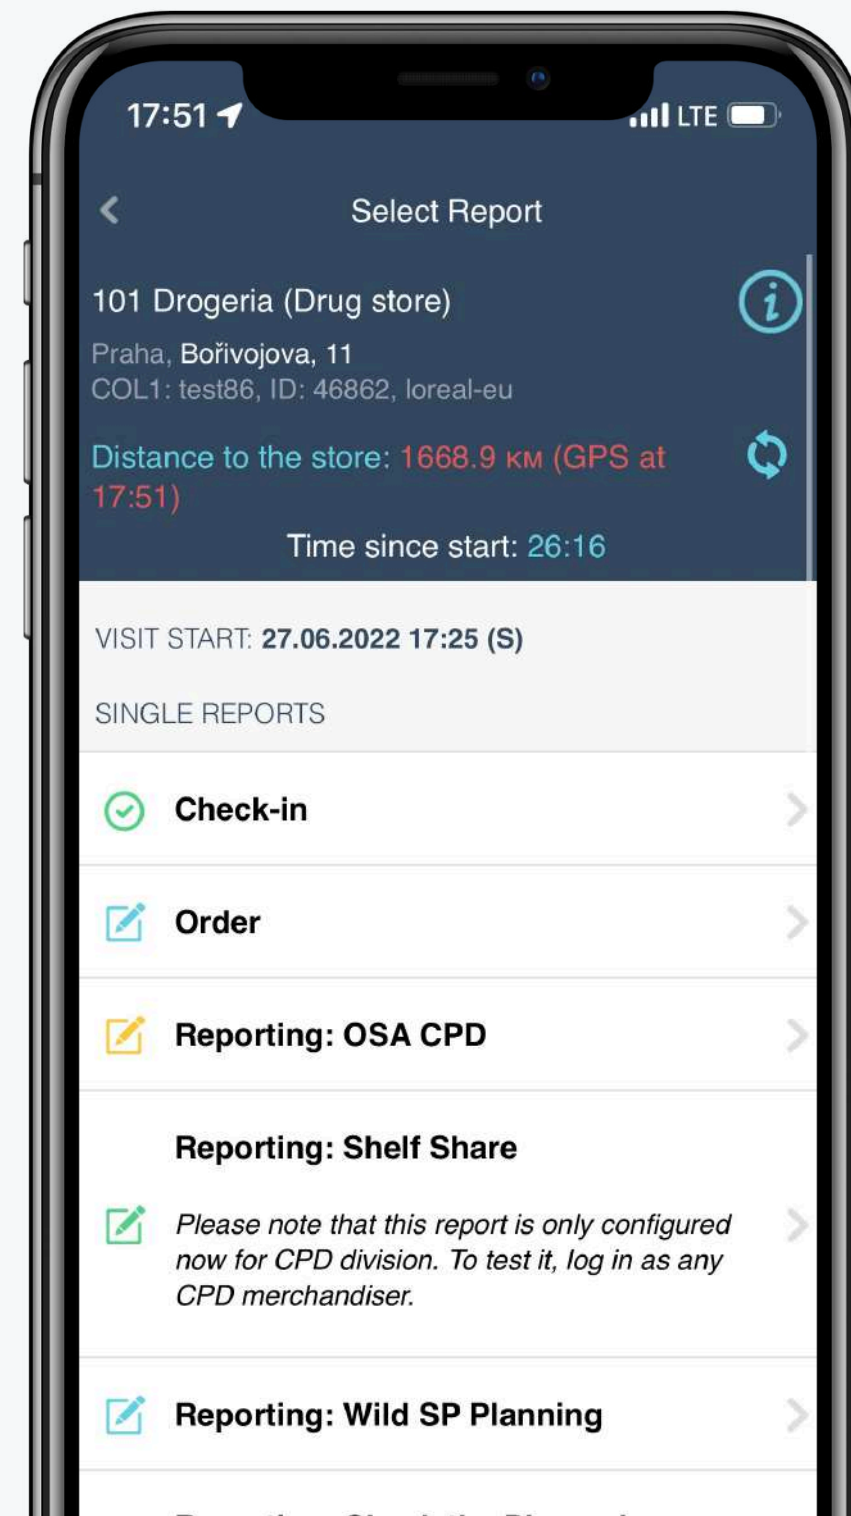 17:51
LTE
Select Report
101 Drogeria (Drug store)
Praha, Bořivojova, 11
COL1: test86, ID: 46862, loreal-eu
Distance to the store: 1668.9 км (GPS at
17:51)
Time since start: 26:16
VISIT START: 27.06.2022 17:25 (S)
SINGLE REPORTS
Check-in
Order
Reporting: OSA CPD
Reporting: Shelf Share
Please note that this report is only configured
now for CPD division. To test it, log in as any
CPD merchandiser.
Reporting: Wild SP Planning